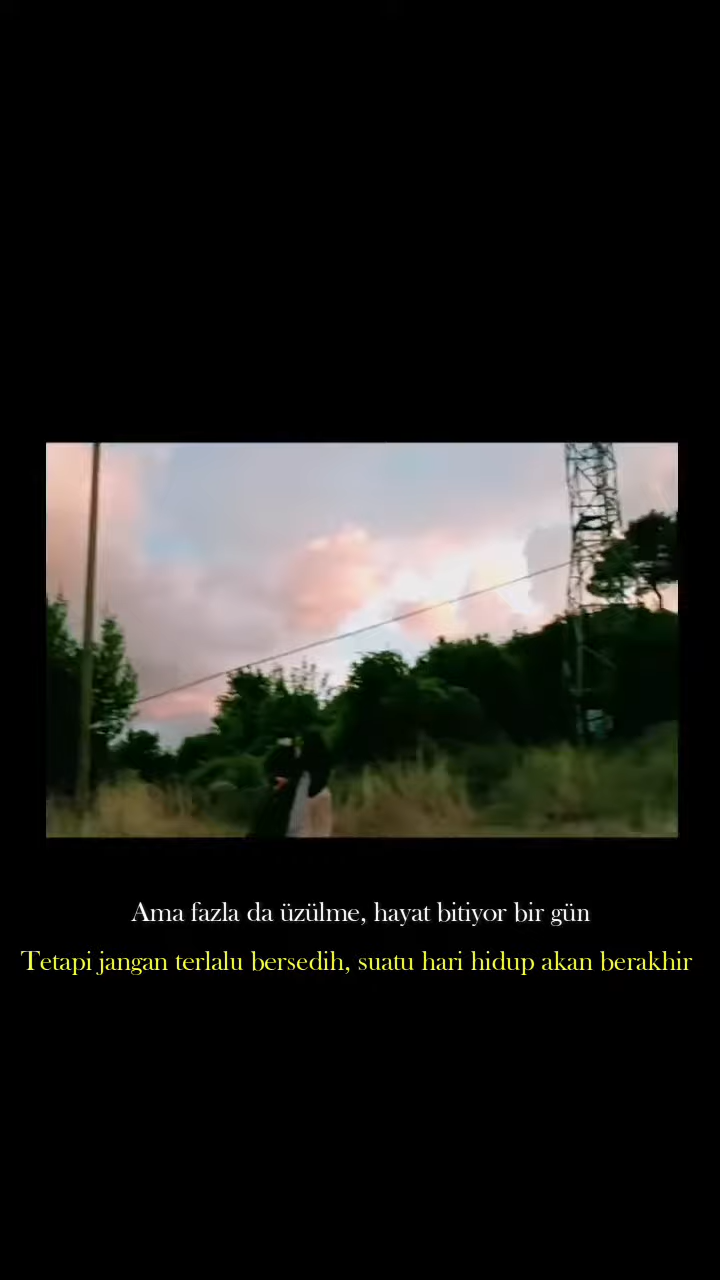 Ama fazla da üzülme, hayat bitiyor bir gün
Tetapi jangan terlalu bersedih, suatu hari hidup akan berakhir